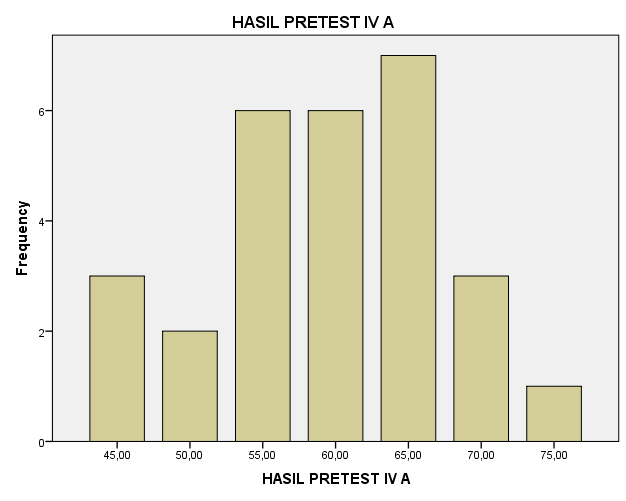 HASIL PRETEST IV A
Frequency
6
4
2
0
45,00 50,00 55,00 60,00 65,00 70,00 75,00
HASIL PRETEST IV A